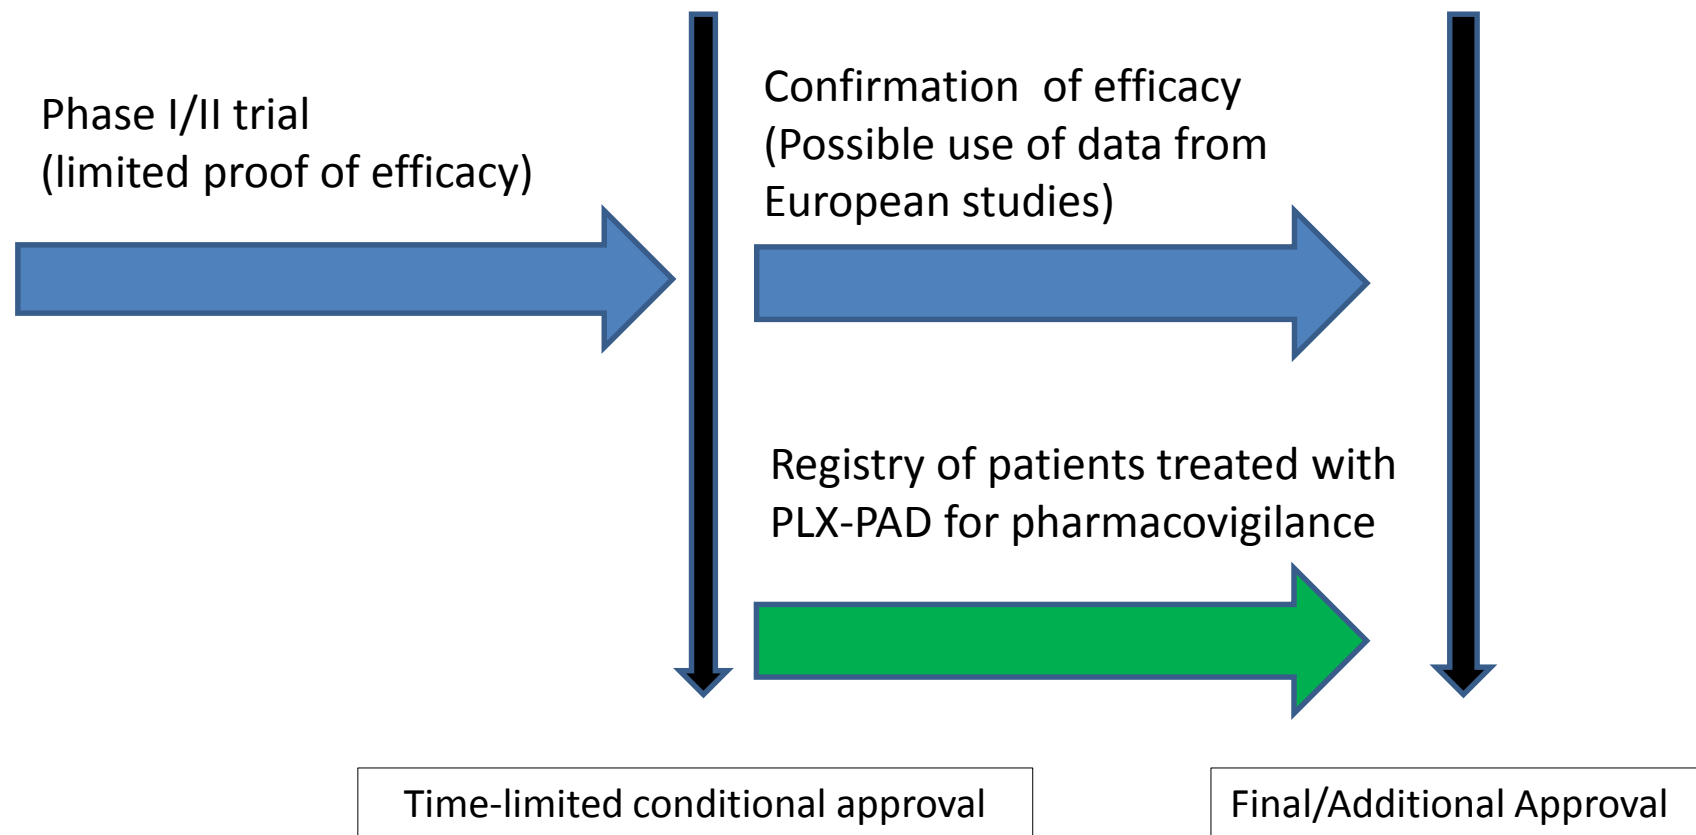 Phase I/II trial
(limited proof of efficacy)
Confirmation  of efficacy
(Possible use of data from
European studies)
Registry of patients treated with
PLX-PAD for pharmacovigilance
Time-limited conditional approval
Final/Additional Approval